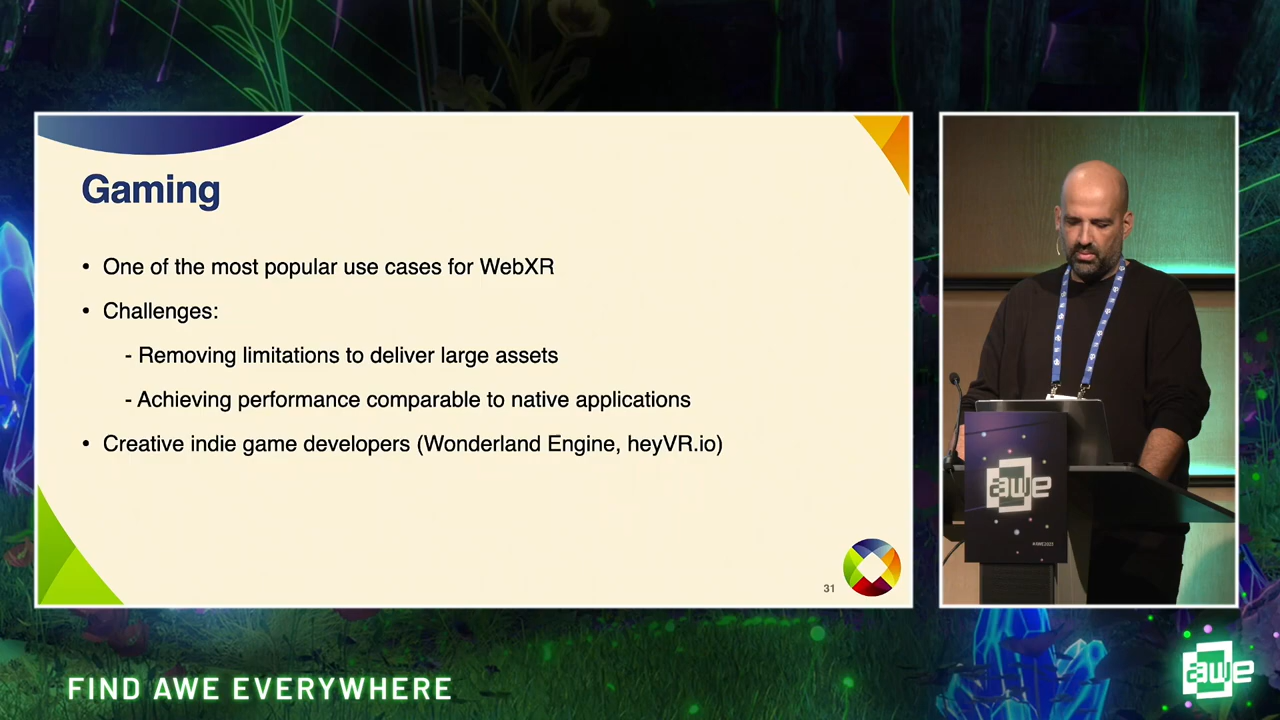 Gaming
• One of the most popular use cases for WebXR
• Challenges:
- Removing limitations to deliver large assets
- Achieving performance comparable to native applications
• Creative indie game developers (Wonderland Engine, heyVR.io)
31
awe
#AWE2023
FIND AWE EVERYWHERE
awe